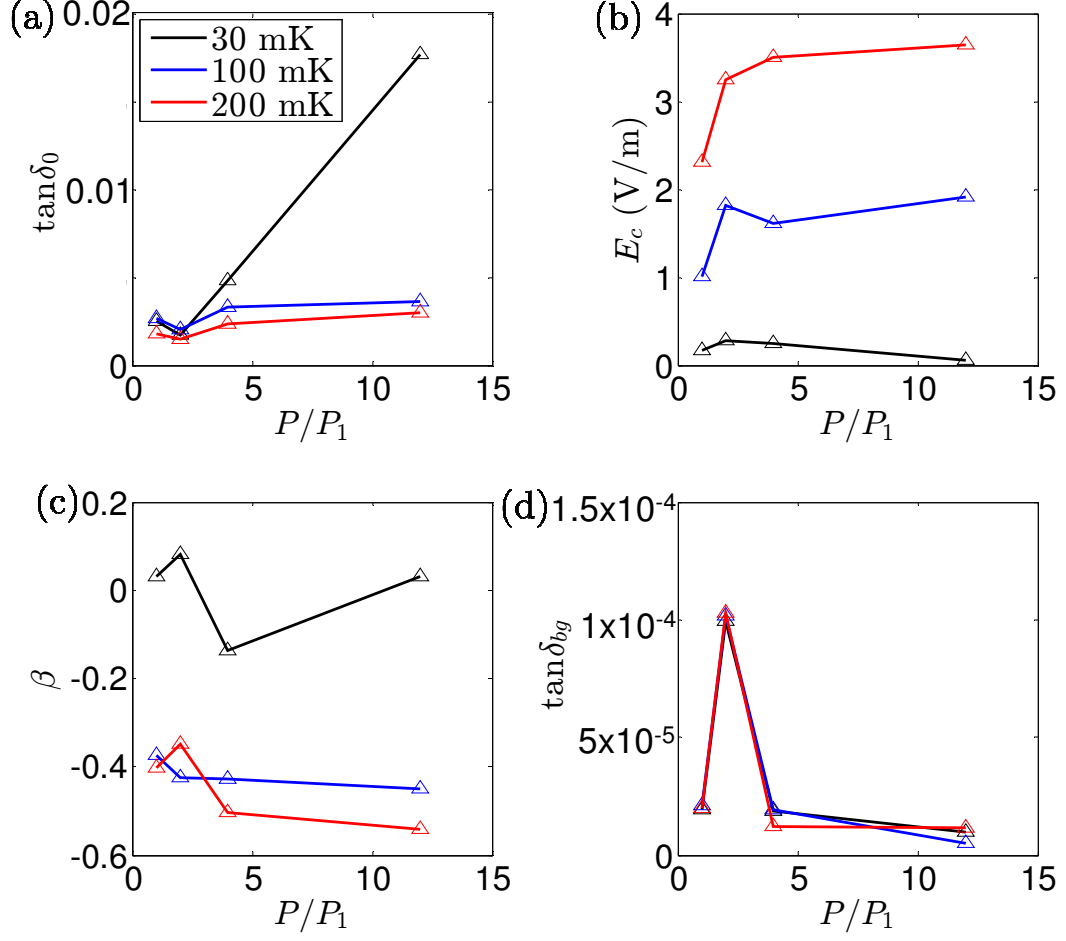 (a)
0.02
0.01
0
tanδ₀
30 mK
100 mK
200 mK
0 5 10 15
P/P₁
(b)
4
3
2
1
0
E_c (V/m)
0 5 10 15
P/P₁
(c)
0.2
0
-0.2
-0.4
-0.6
β
0 5 10 15
P/P₁
(d)
1.5x10⁻⁴
1x10⁻⁴
5x10⁻⁵
0
tanδ_bg
0 5 10 15
P/P₁